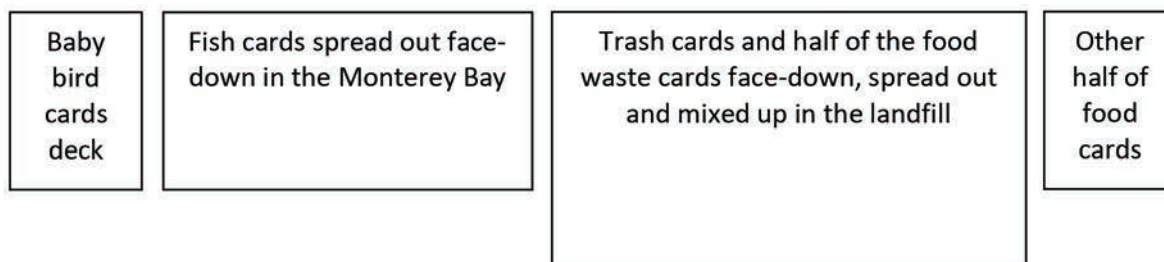 Baby
bird
cards
deck
Fish cards spread out face-
down in the Monterey Bay
Trash cards and half of the food
waste cards face-down, spread out
and mixed up in the landfill
Other
half of
food
cards